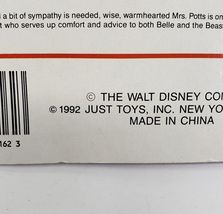 a bit of sympathy is needed, wise, warmhearted Mrs. Potts is on
t who serves up comfort and advice to both Belle and the Beas
© THE WALT DISNEY CO
© 1992 JUST TOYS, INC. NEW YO
MADE IN CHINA
162 3